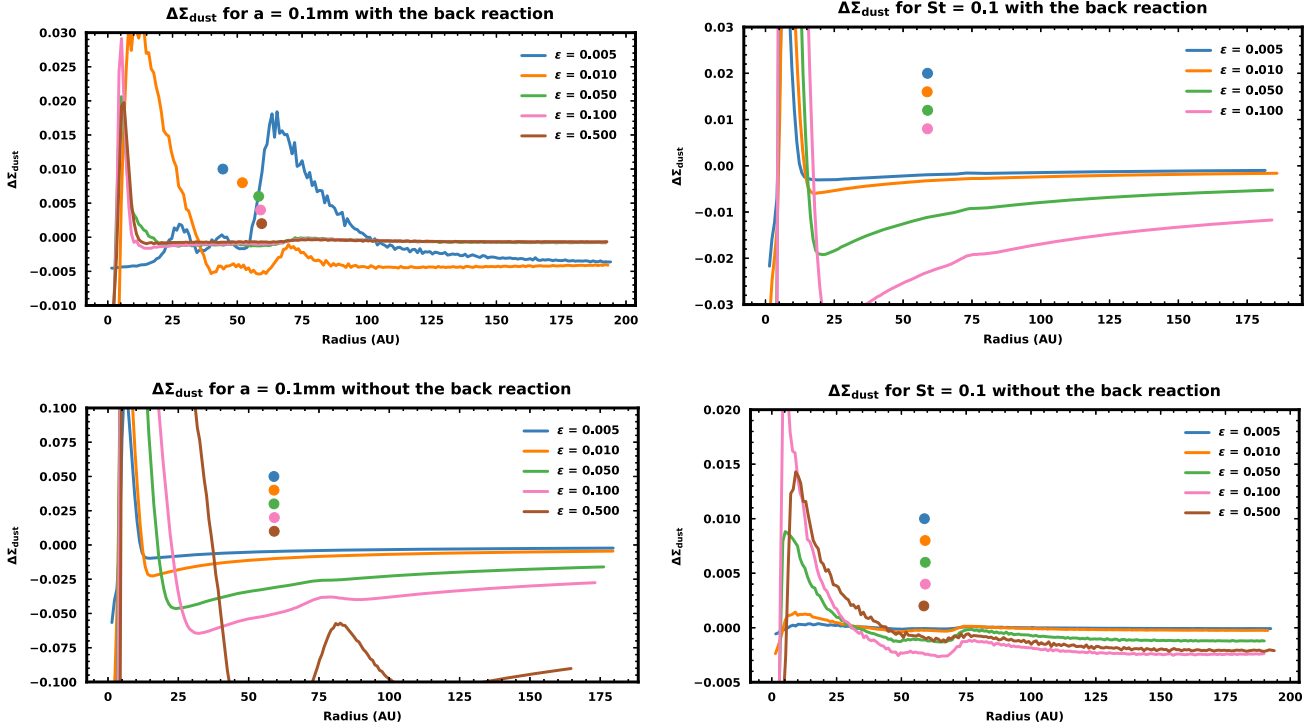 ΔΣdust for a = 0.1mm with the back reaction
0.030
0.025
0.020
0.015
0.010
0.005
0.000
−0.005
−0.010
ΔΣdust
ε = 0.005
ε = 0.010
ε = 0.050
ε = 0.100
ε = 0.500
0 25 50 75 100 125 150 175 200
Radius (AU)
ΔΣdust for St = 0.1 with the back reaction
0.02
0.01
0.00
−0.01
−0.02
−0.03
ΔΣdust
ε = 0.005
ε = 0.010
ε = 0.050
ε = 0.100
0 25 50 75 100 125 150 175
Radius (AU)
ΔΣdust for a = 0.1mm without the back reaction
0.100
0.075
0.050
0.025
0.000
−0.025
−0.050
−0.075
−0.100
ΔΣdust
ε = 0.005
ε = 0.010
ε = 0.050
ε = 0.100
ε = 0.500
0 25 50 75 100 125 150 175
Radius (AU)
ΔΣdust for St = 0.1 without the back reaction
0.020
0.015
0.010
0.005
0.000
−0.005
ΔΣdust
ε = 0.005
ε = 0.010
ε = 0.050
ε = 0.100
ε = 0.500
0 25 50 75 100 125 150 175 200
Radius (AU)